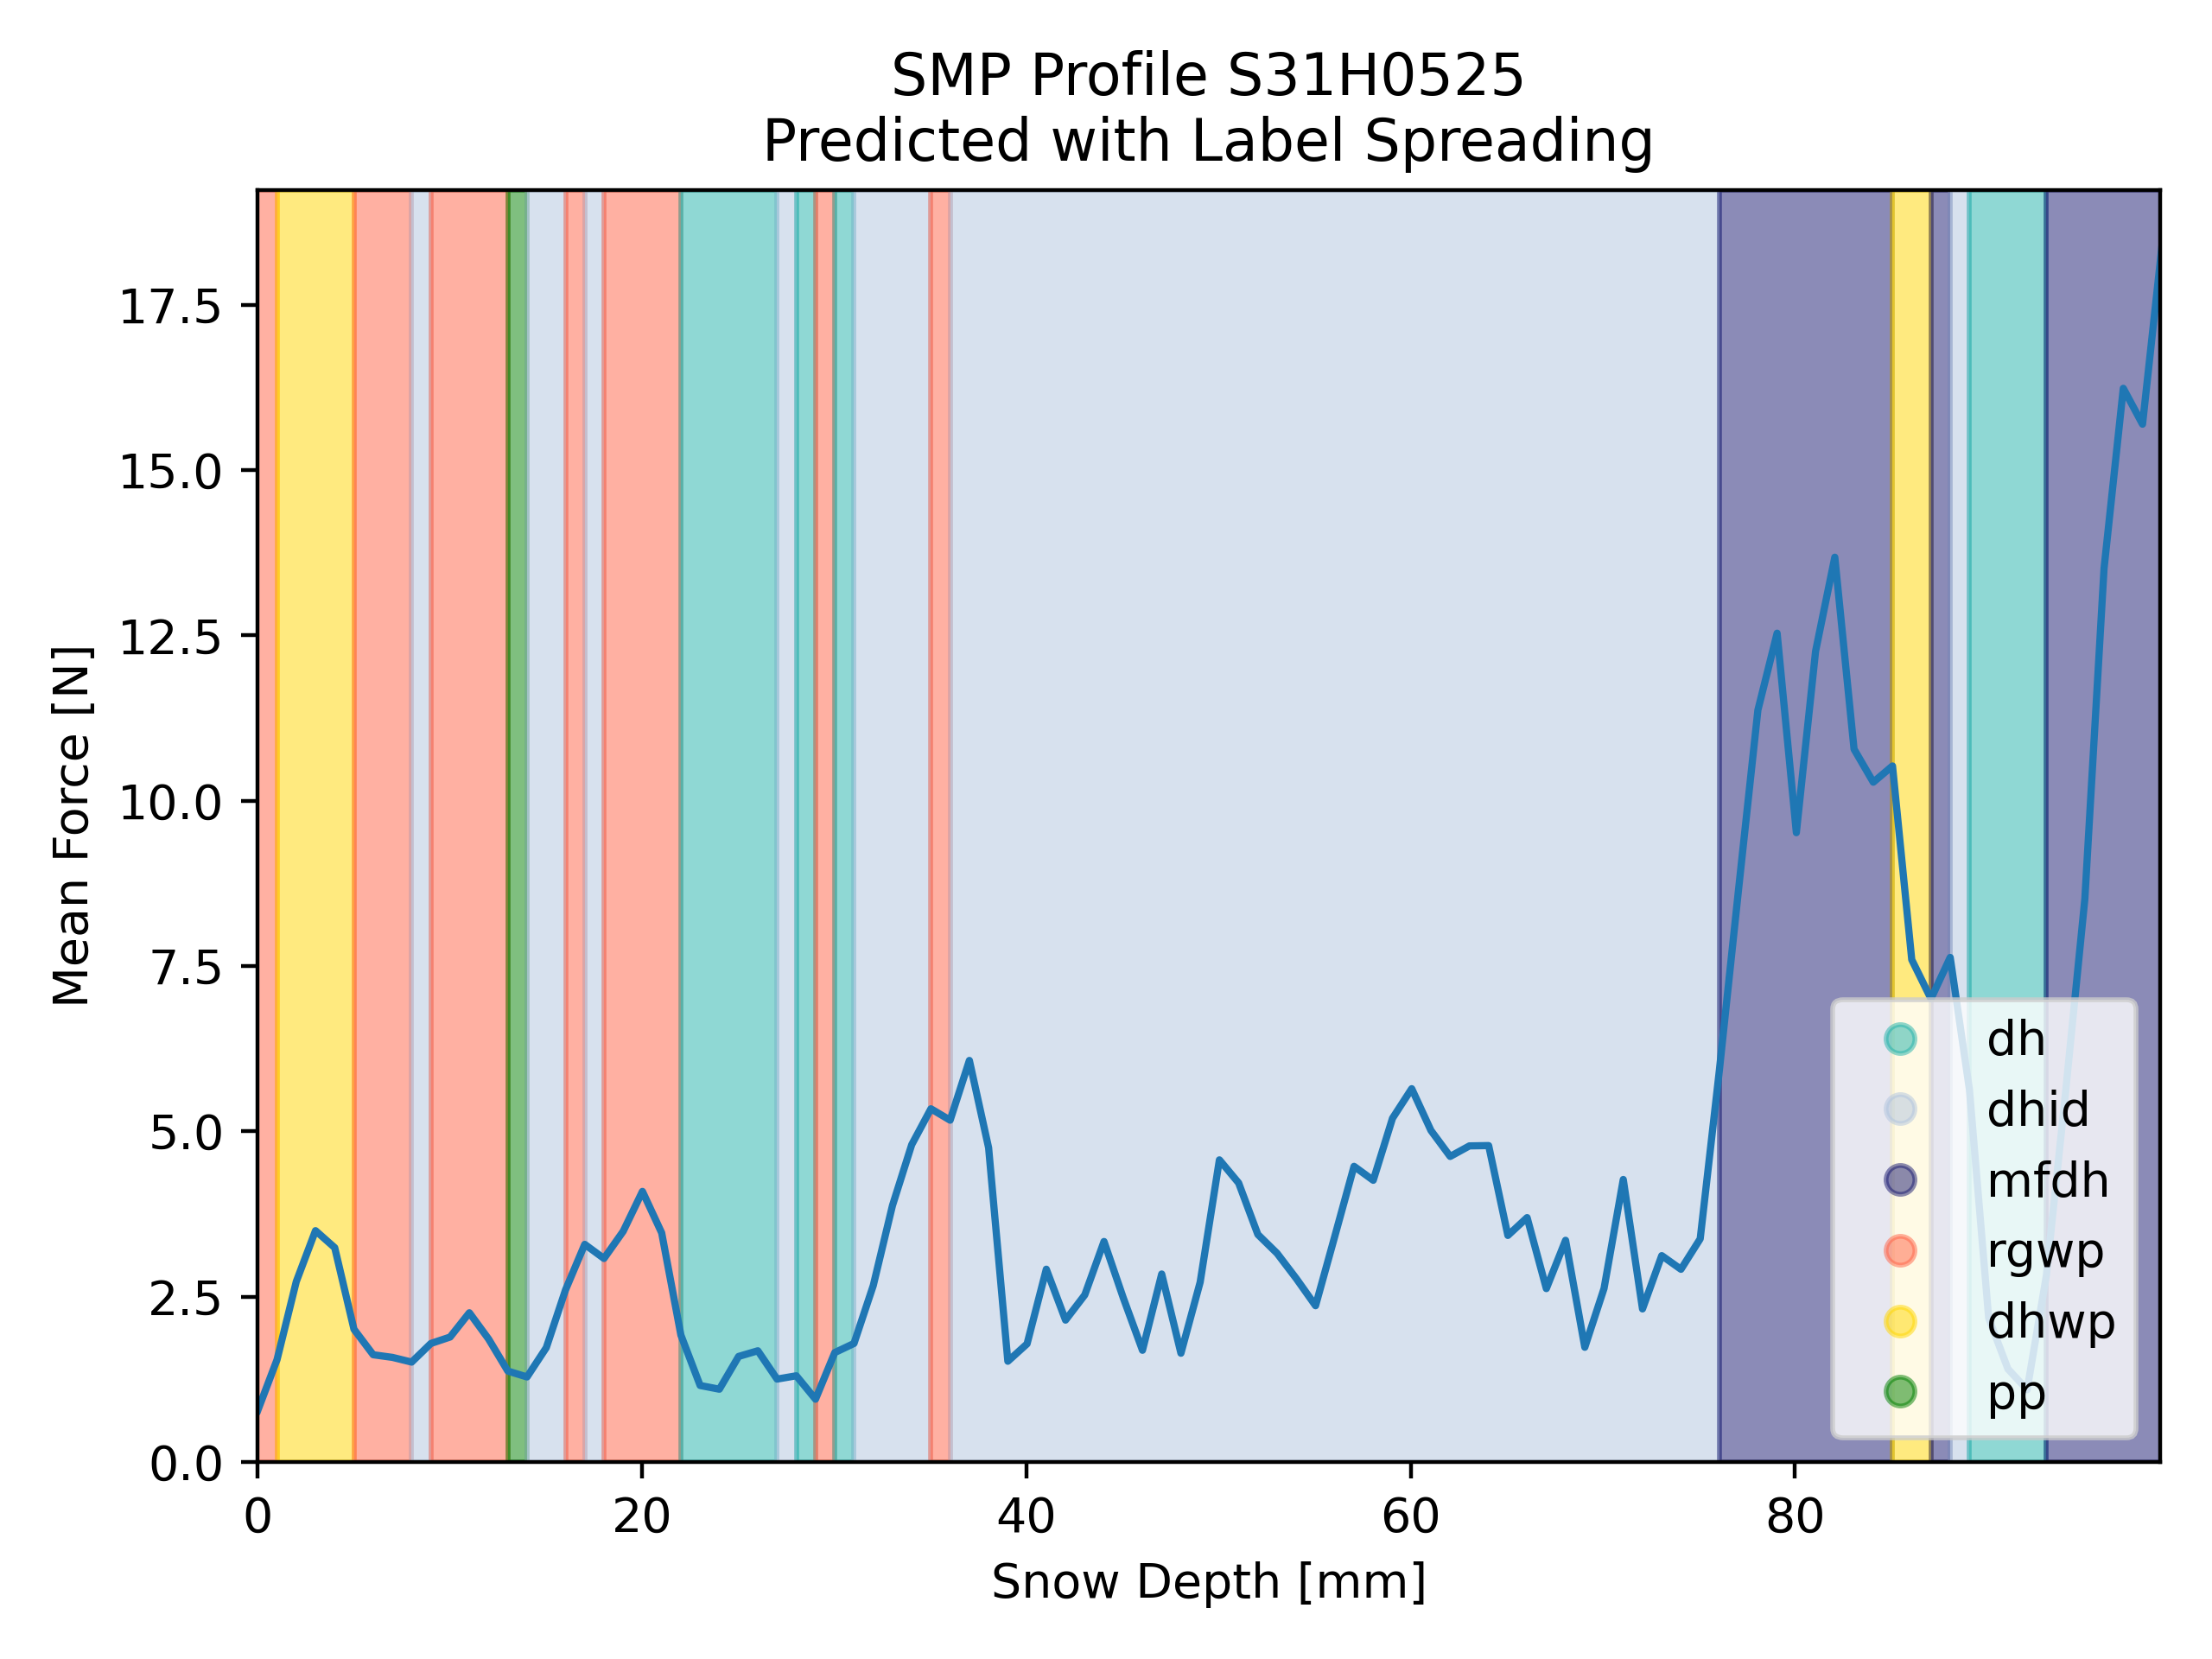 SMP Profile S31H0525
Predicted with Label Spreading
Mean Force [N]
17.5
15.0
12.5
10.0
7.5
5.0
2.5
0.0
dh
dhid
mfdh
rgwp
dhwp
pp
0 20 40 60 80
Snow Depth [mm]